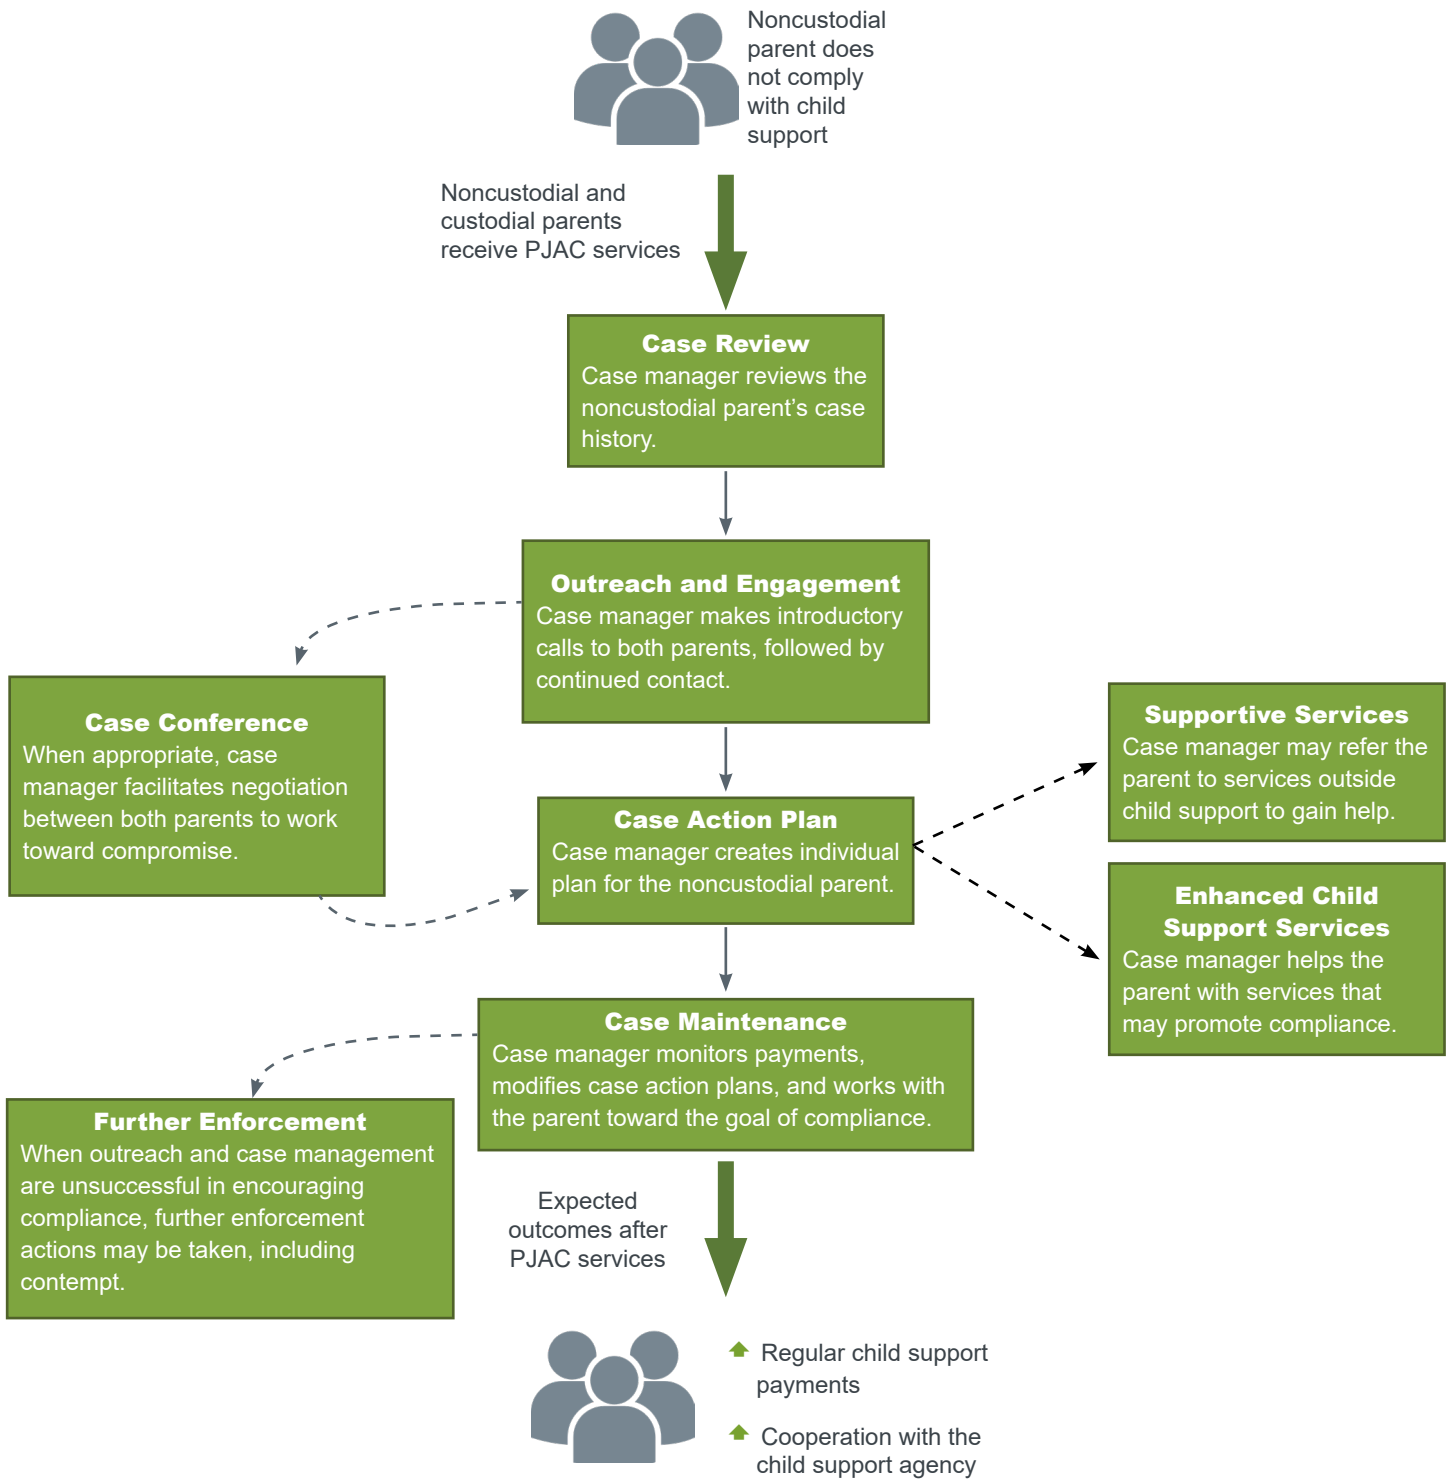 Noncustodial
parent does
not comply
with child
support
Noncustodial and
custodial parents
receive PJAC services
Case Review
Case manager reviews the
noncustodial parent’s case
history.
Outreach and Engagement
Case manager makes introductory
calls to both parents, followed by
continued contact.
Case Conference
When appropriate, case
manager facilitates negotiation
between both parents to work
toward compromise.
Case Action Plan
Case manager creates individual
plan for the noncustodial parent.
Supportive Services
Case manager may refer the
parent to services outside
child support to gain help.
Enhanced Child
Support Services
Case manager helps the
parent with services that
may promote compliance.
Case Maintenance
Case manager monitors payments,
modifies case action plans, and works with
the parent toward the goal of compliance.
Further Enforcement
When outreach and case management
are unsuccessful in encouraging
compliance, further enforcement
actions may be taken, including
contempt.
Expected
outcomes after
PJAC services
Regular child support
payments
Cooperation with the
child support agency